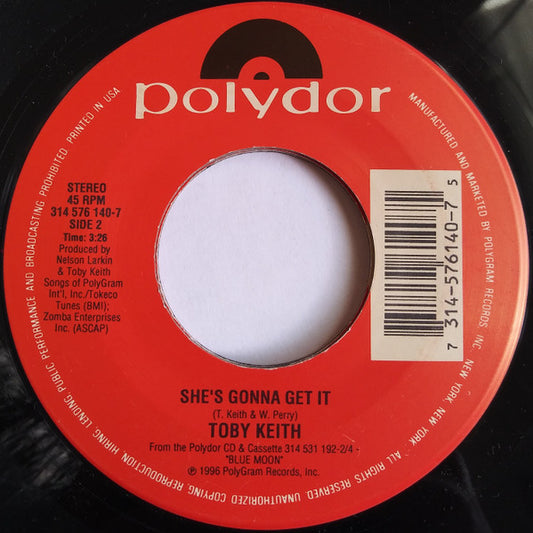 polydor
STEREO
45 RPM
314 576 140-7
SIDE 2
Time: 3:26
Produced by
Nelson Larkin
& Toby Keith
Songs of PolyGram
Int'l, Inc./Tokeco
Tunes (BMI);
Zomba Enterprises
Inc. (ASCAP)
7 314-576140-7 5
SHE'S GONNA GET IT
(T. Keith & W. Perry)
TOBY KEITH
From the Polydor CD & Cassette 314 531 192-2/4 -
"BLUE MOON"
℗ 1996 PolyGram Records, Inc.
MANUFACTURED AND MARKETED BY POLYGRAM RECORDS, INC. NEW YORK, NEW YORK. ALL RIGHTS RESERVED. UNAUTHORIZED COPYING, REPRODUCTION HIRING, LENDING, PUBLIC PERFORMANCE AND BROADCASTING PROHIBITED. PRINTED IN USA